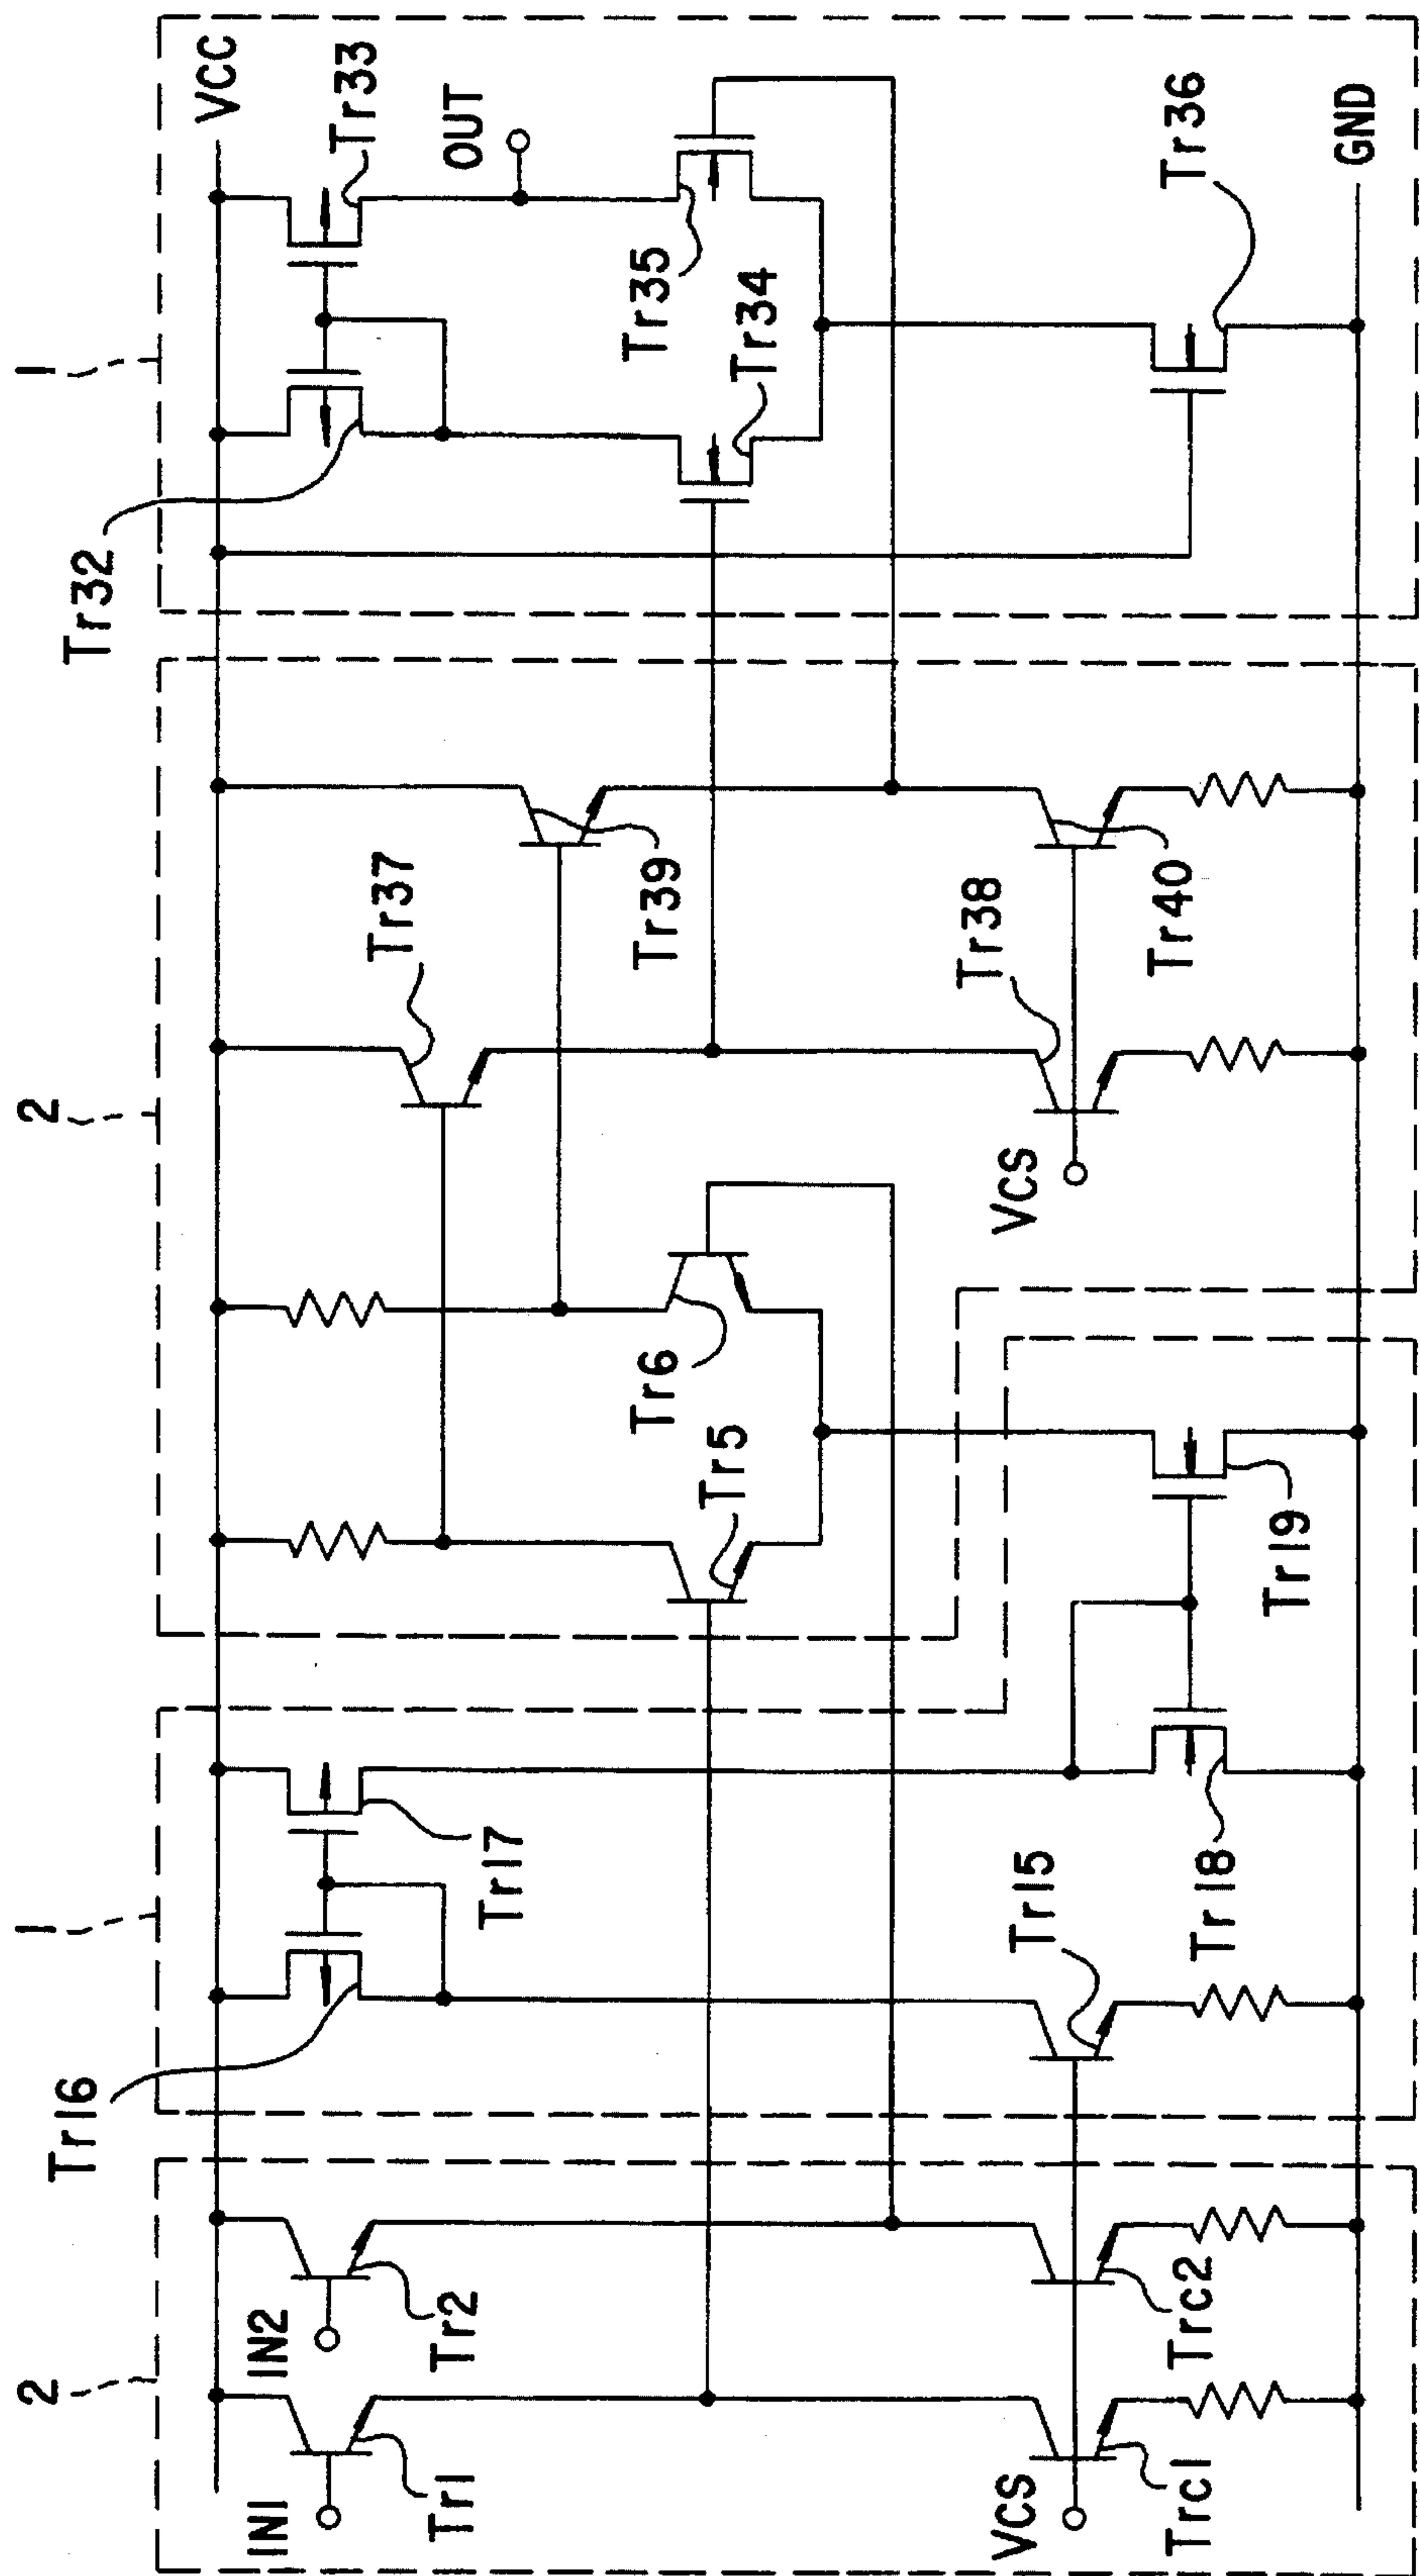 1
VCC
Tr33
OUT
Tr32
Tr35
Tr34
Tr36
GND
2
Tr37
Tr39
Tr38
Tr40
VCS
Tr6
Tr5
Tr19
1
Tr17
Tr16
Tr15
Tr18
2
IN2
Tr2
Trc2
IN1
Tr1
VCS
Trc1